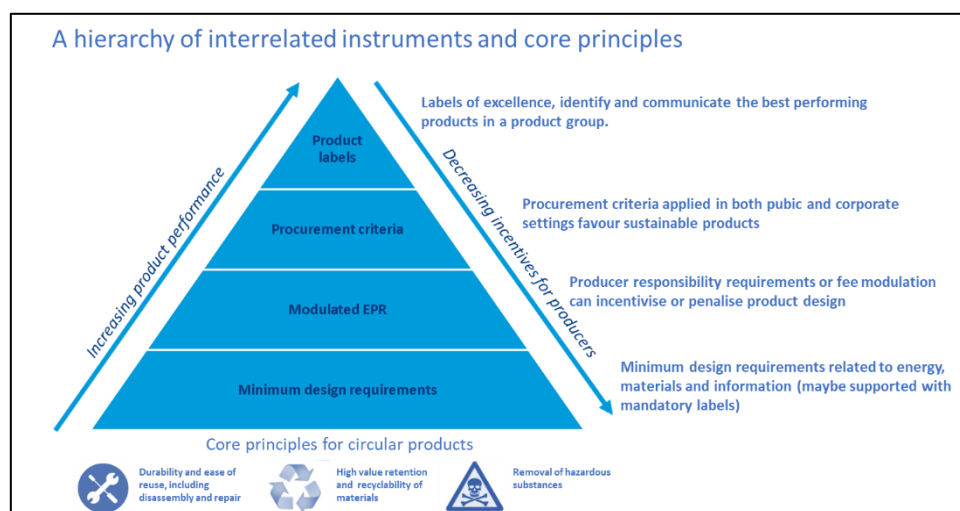 A hierarchy of interrelated instruments and core principles
Labels of excellence, identify and communicate the best performing
products in a product group.
Product
labels
Increasing product performance
Decreasing incentives for producers
Procurement criteria applied in both pubic and corporate
settings favour sustainable products
Procurement criteria
Producer responsibility requirements or fee modulation
can incentivise or penalise product design
Modulated EPR
Minimum design requirements related to energy,
materials and information (maybe supported with
mandatory labels)
Minimum design requirements
Core principles for circular products
Durability and ease of
reuse, including
disassembly and repair
High value retention
and recyclability of
materials
Removal of hazardous
substances